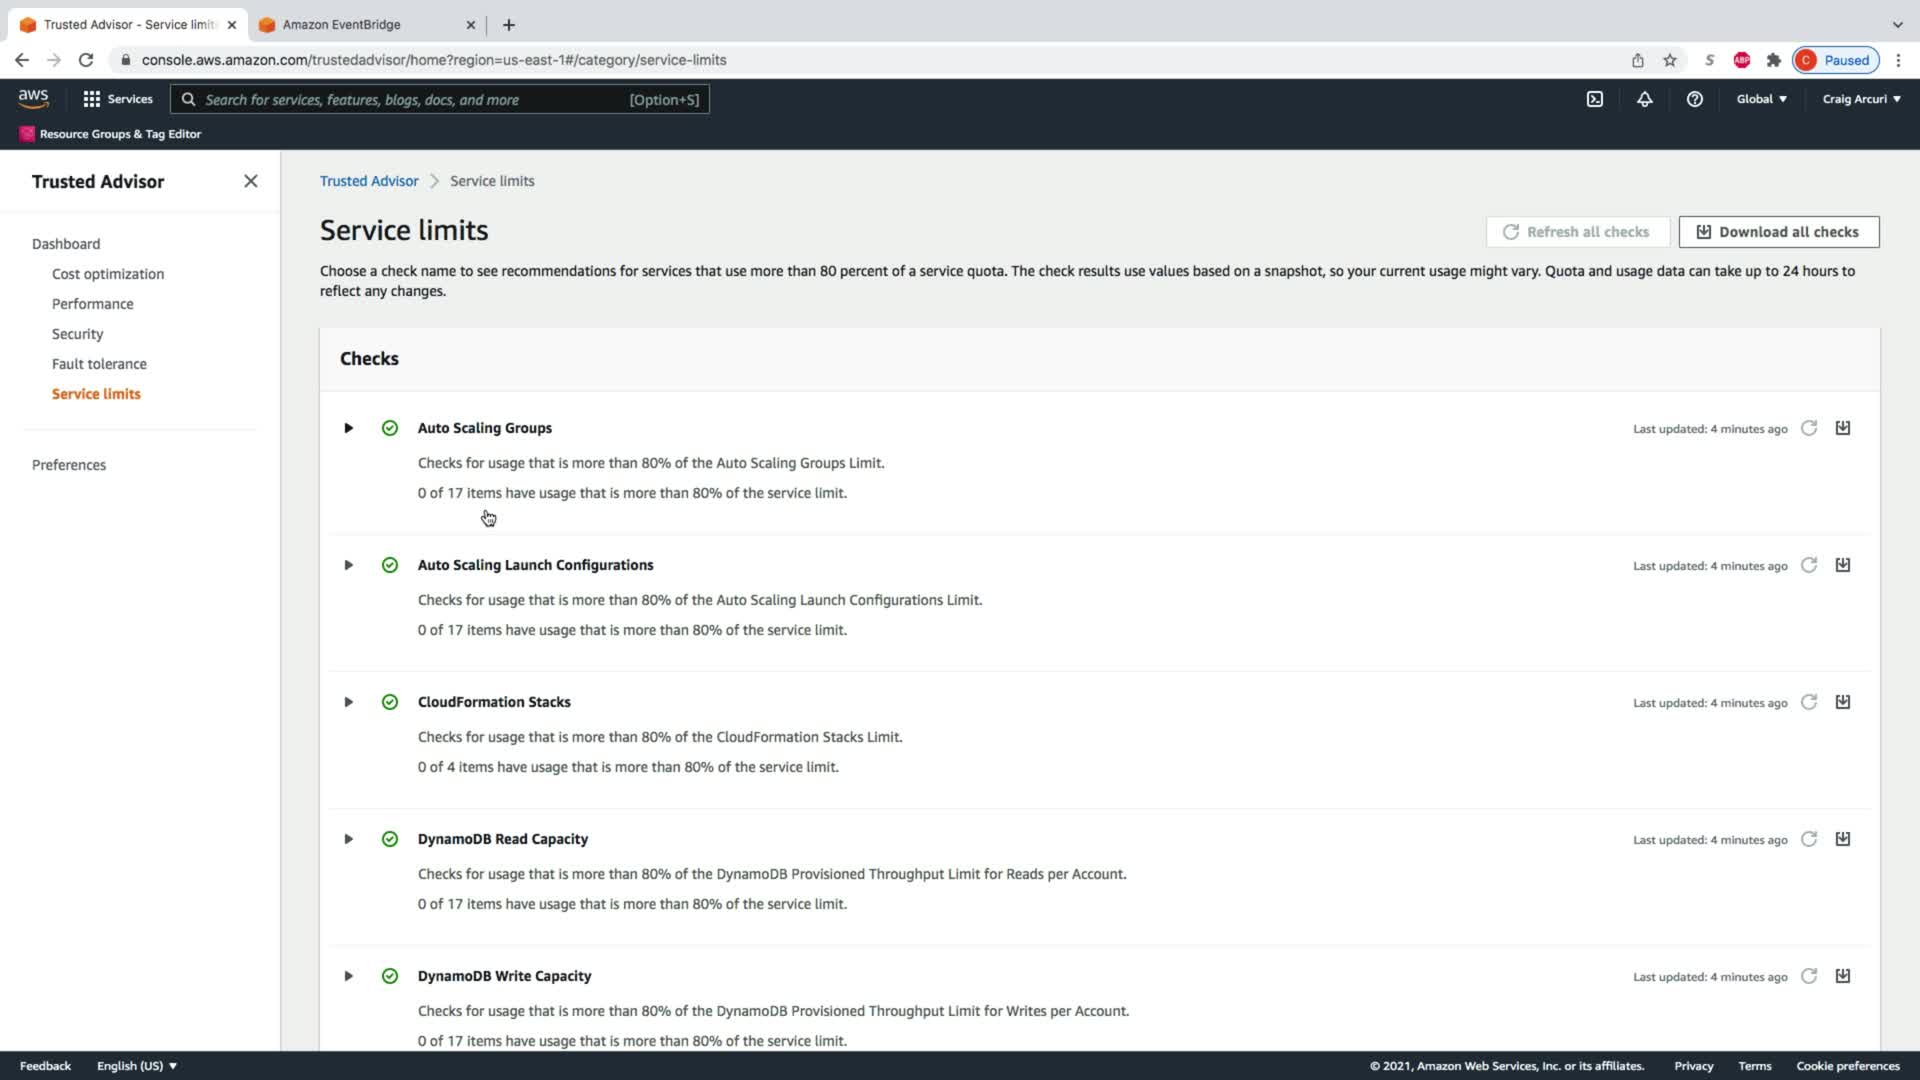 Trusted Advisor - Service limit
Amazon EventBridge
console.aws.amazon.com/trustedadvisor/home?region=us-east-1#/category/service-limits
S
ABP
C
Paused
aws
Services
Search for services, features, blogs, docs, and more
[Option+S]
Global
Craig Arcuri
Resource Groups & Tag Editor
Trusted Advisor
Dashboard
Cost optimization
Performance
Security
Fault tolerance
Service limits
Preferences
Trusted Advisor
Service limits
Service limits
Refresh all checks
Download all checks
Choose a check name to see recommendations for services that use more than 80 percent of a service quota. The check results use values based on a snapshot, so your current usage might vary. Quota and usage data can take up to 24 hours to
reflect any changes.
Checks
Auto Scaling Groups
Last updated: 4 minutes ago
Checks for usage that is more than 80% of the Auto Scaling Groups Limit.
0 of 17 items have usage that is more than 80% of the service limit.
Auto Scaling Launch Configurations
Last updated: 4 minutes ago
Checks for usage that is more than 80% of the Auto Scaling Launch Configurations Limit.
0 of 17 items have usage that is more than 80% of the service limit.
CloudFormation Stacks
Last updated: 4 minutes ago
Checks for usage that is more than 80% of the CloudFormation Stacks Limit.
0 of 4 items have usage that is more than 80% of the service limit.
DynamoDB Read Capacity
Last updated: 4 minutes ago
Checks for usage that is more than 80% of the DynamoDB Provisioned Throughput Limit for Reads per Account.
0 of 17 items have usage that is more than 80% of the service limit.
DynamoDB Write Capacity
Last updated: 4 minutes ago
Checks for usage that is more than 80% of the DynamoDB Provisioned Throughput Limit for Writes per Account.
0 of 17 items have usage that is more than 80% of the service limit.
Feedback
English (US)
© 2021, Amazon Web Services, Inc. or its affiliates.
Privacy
Terms
Cookie preferences